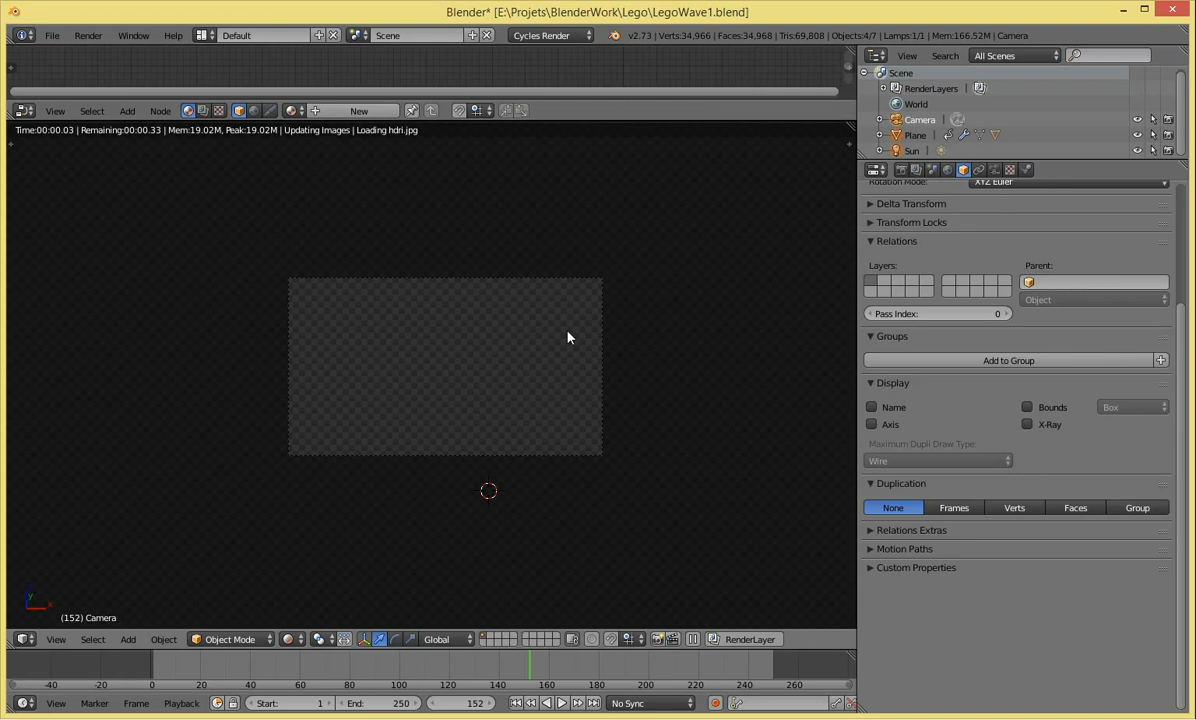 Blender* [E:\Projets\BlenderWork\Lego\LegoWave1.blend]
File Render Window Help Default Scene Cycles Render v2.73 | Verts:34,966 | Faces:34,968 | Tris:69,808 | Objects:4/7 | Lamps:1/1 | Mem:166.52M | Camera
View Search All Scenes
Scene
RenderLayers
World
Camera
Plane
Sun
View Select Add Node New
Time:00:00.03 | Remaining:00:00.33 | Mem:19.02M, Peak:19.02M | Updating Images | Loading hdri.jpg
Rotation Mode: XYZ Euler
Delta Transform
Transform Locks
Relations
Layers: Parent:
Object
Pass Index: 0
Groups
Add to Group
Display
Name Bounds Box
Axis X-Ray
Maximum Dupli Draw Type:
Wire
Duplication
None Frames Verts Faces Group
Relations Extras
Motion Paths
Custom Properties
y
x
(152) Camera
View Select Add Object Object Mode Global RenderLayer
-40 -20 0 20 40 60 80 100 120 140 160 180 200 220 240 260
View Marker Frame Playback Start: 1 End: 250 152 No Sync